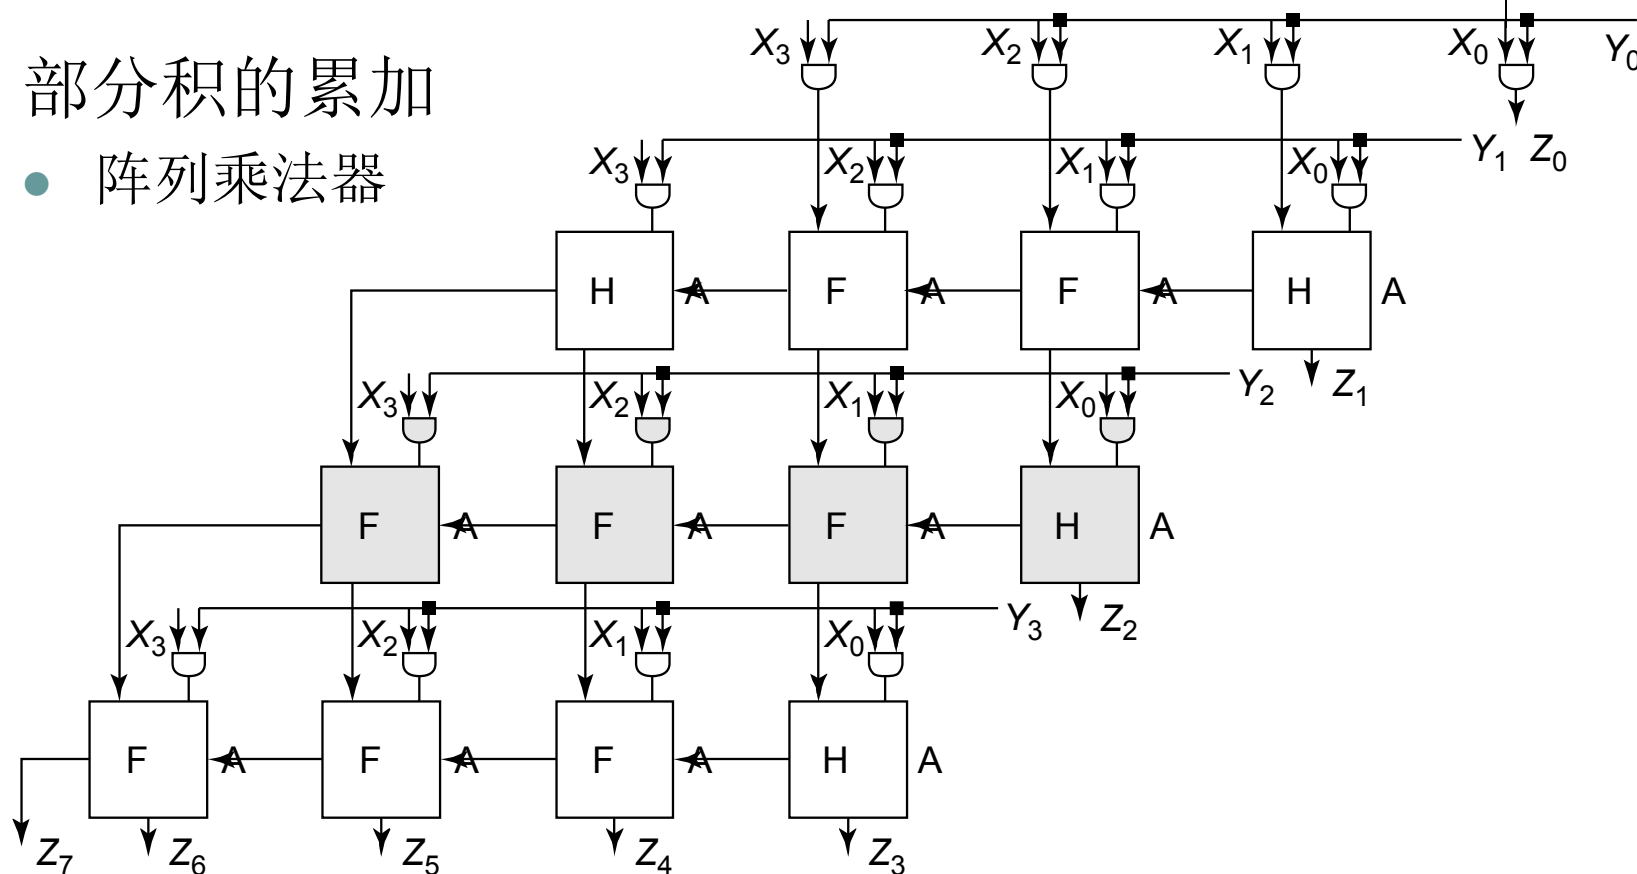 部分积的累加
• 阵列乘法器
X3 X2 X1 X0 Y0
X3 X2 X1 X0 Y1 Z0
H A F A F A H A
X3 X2 X1 X0 Y2 Z1
F A F A F A H A
X3 X2 X1 X0 Y3 Z2
F A F A F A H A
Z7 Z6 Z5 Z4 Z3